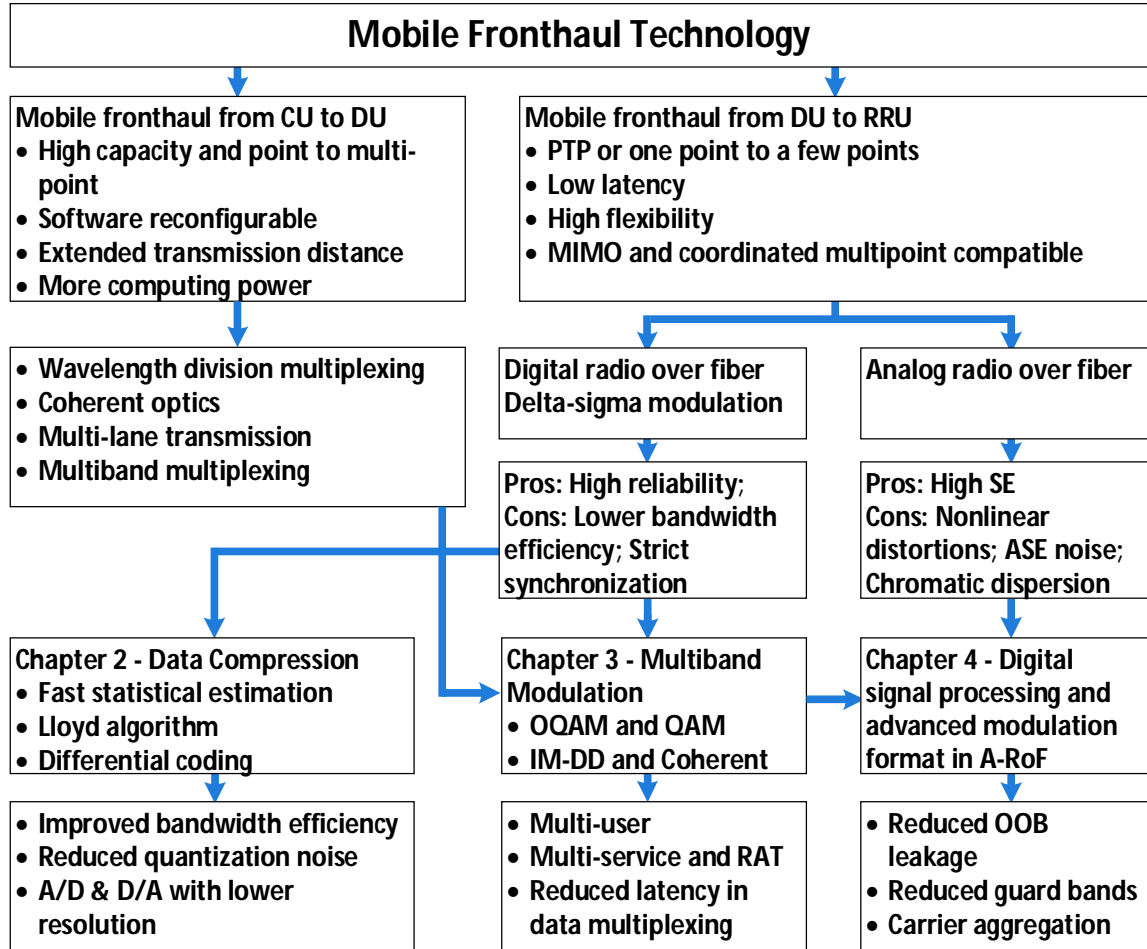 Mobile Fronthaul Technology
Mobile fronthaul from CU to DU
• High capacity and point to multi-
point
• Software reconfigurable
• Extended transmission distance
• More computing power
Mobile fronthaul from DU to RRU
• PTP or one point to a few points
• Low latency
• High flexibility
• MIMO and coordinated multipoint compatible
• Wavelength division multiplexing
• Coherent optics
• Multi-lane transmission
• Multiband multiplexing
Digital radio over fiber
Delta-sigma modulation
Analog radio over fiber
Pros: High reliability;
Cons: Lower bandwidth
efficiency; Strict
synchronization
Pros: High SE
Cons: Nonlinear
distortions; ASE noise;
Chromatic dispersion
Chapter 2 - Data Compression
• Fast statistical estimation
• Lloyd algorithm
• Differential coding
Chapter 3 - Multiband
Modulation
• OQAM and QAM
• IM-DD and Coherent
Chapter 4 - Digital
signal processing and
advanced modulation
format in A-RoF
• Improved bandwidth efficiency
• Reduced quantization noise
• A/D & D/A with lower
resolution
• Multi-user
• Multi-service and RAT
• Reduced latency in
data multiplexing
• Reduced OOB
leakage
• Reduced guard bands
• Carrier aggregation